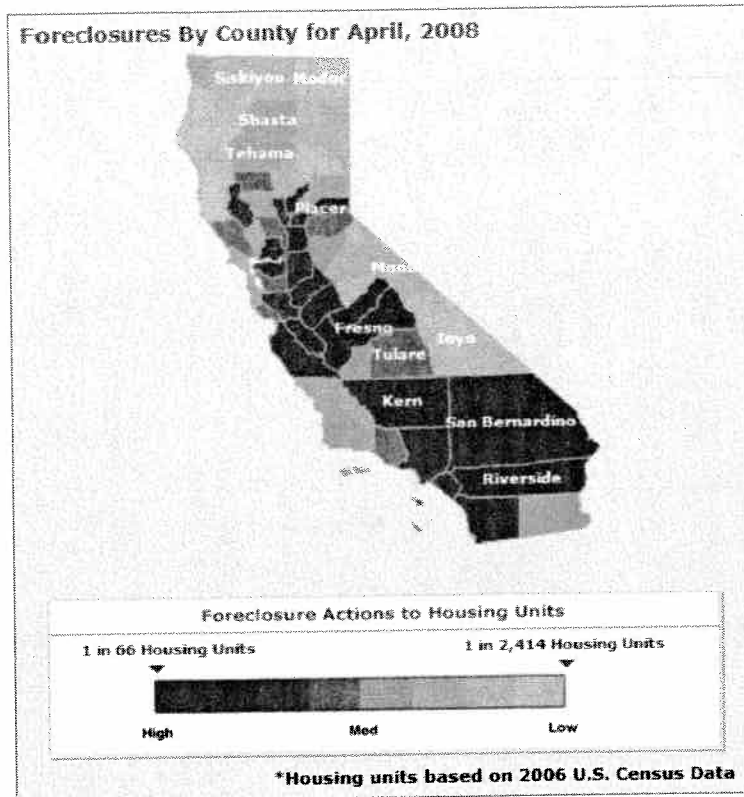 Foreclosures By County for April, 2008
Siskiyou Modoc
Shasta
Tehama
Placer
Mono
Fresno
Inyo
Tulare
Kern
San Bernardino
Riverside
Foreclosure Actions to Housing Units
1 in 66 Housing Units
1 in 2,414 Housing Units
High
Med
Low
*Housing units based on 2006 U.S. Census Data